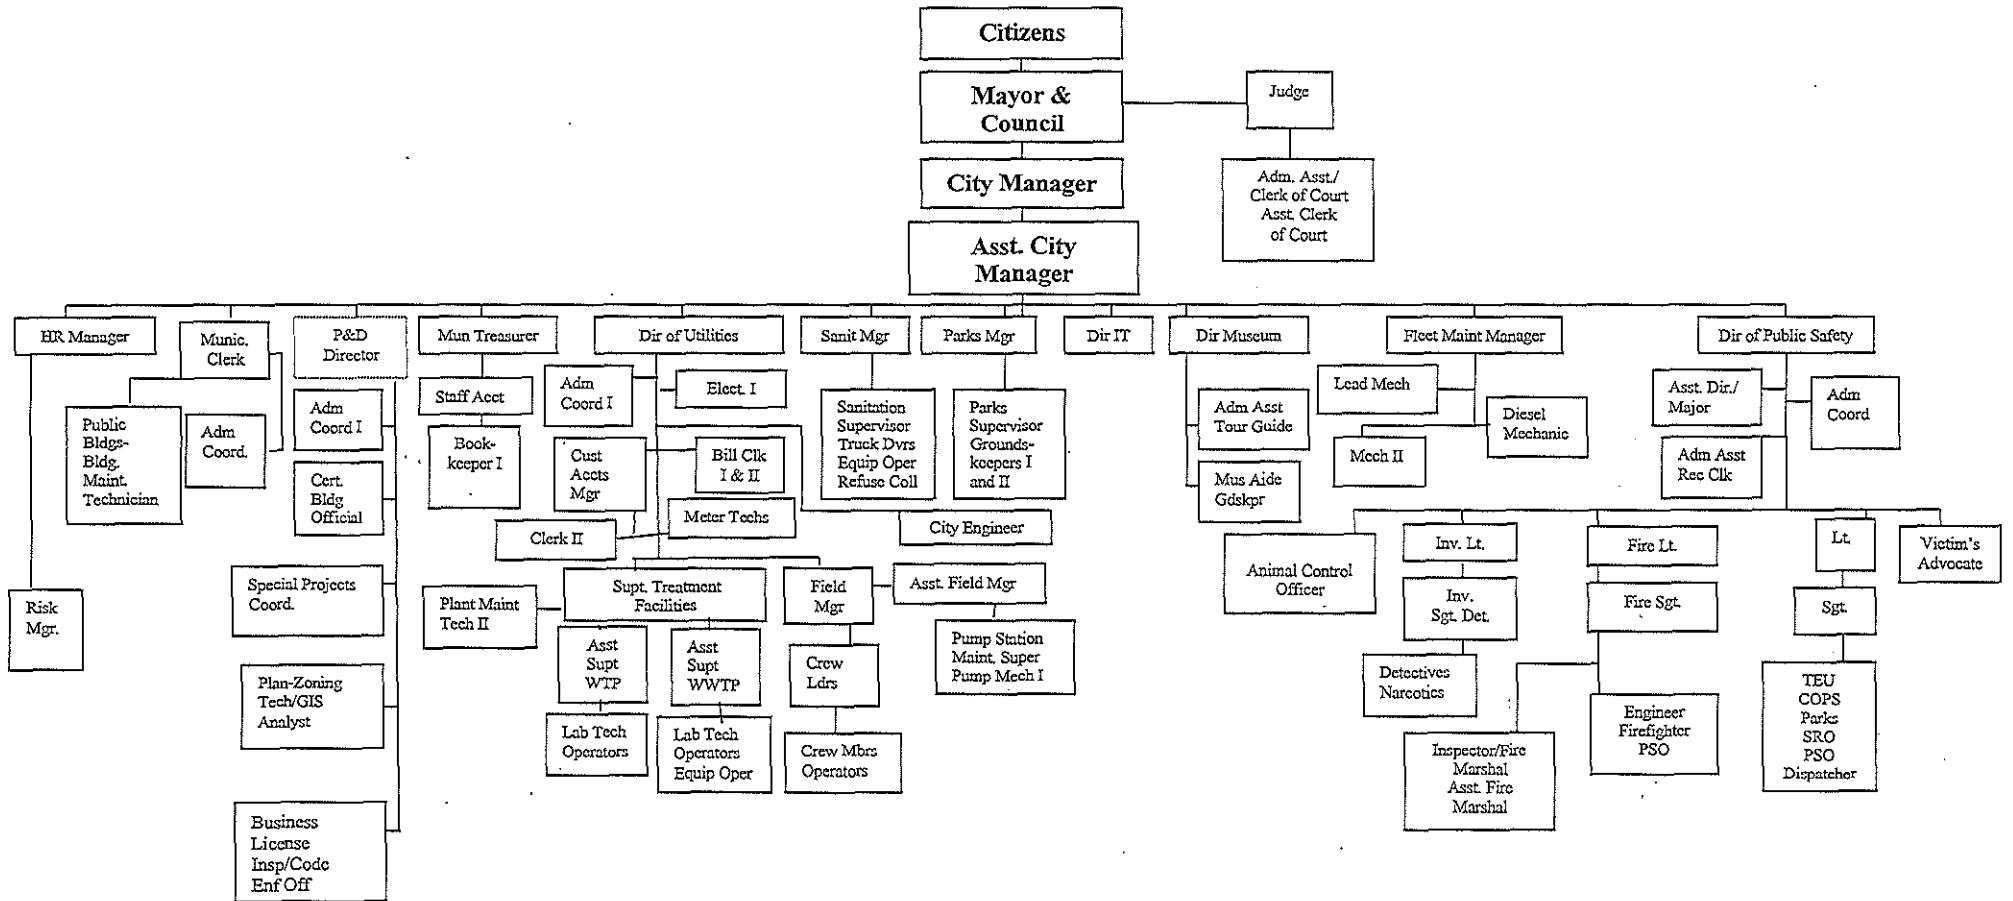 Citizens
Mayor &
Council
Judge
City Manager
Adm. Asst./
Clerk of Court
Asst. Clerk
of Court
Asst. City
Manager
HR Manager
Munic.
Clerk
P&D
Director
Mun Treasurer
Dir of Utilities
Sanit Mgr
Parks Mgr
Dir IT
Dir Museum
Fleet Maint Manager
Dir of Public Safety
Public
Bldgs-
Bldg.
Maint.
Technician
Adm
Coord.
Adm
Coord I
Cert.
Bldg
Official
Special Projects
Coord.
Plan-Zoning
Tech/GIS
Analyst
Business
License
Insp/Code
Enf Off
Risk
Mgr.
Staff Acct
Book-
keeper I
Adm
Coord I
Elect. I
Cust
Accts
Mgr
Bill Clk
I & II
Meter Techs
Clerk II
City Engineer
Plant Maint
Tech II
Supt. Treatment
Facilities
Field
Mgr
Asst. Field Mgr
Asst
Supt
WTP
Asst
Supt
WWTP
Crew
Ldrs
Pump Station
Maint. Super
Pump Mech I
Lab Tech
Operators
Lab Tech
Operators
Equip Oper
Crew Mbrs
Operators
Sanitation
Supervisor
Truck Dvrs
Equip Oper
Refuse Coll
Parks
Supervisor
Grounds-
keepers I
and II
Adm Asst
Tour Guide
Mus Aide
Gdskpr
Lead Mech
Diesel
Mechanic
Mech II
Asst. Dir./
Major
Adm
Coord
Adm Asst
Rec Clk
Animal Control
Officer
Inv. Lt.
Inv.
Sgt. Det.
Detectives
Narcotics
Fire Lt.
Fire Sgt.
Inspector/Fire
Marshal
Asst. Fire
Marshal
Engineer
Firefighter
PSO
Lt.
Sgt.
TEU
COPS
Parks
SRO
PSO
Dispatcher
Victim's
Advocate